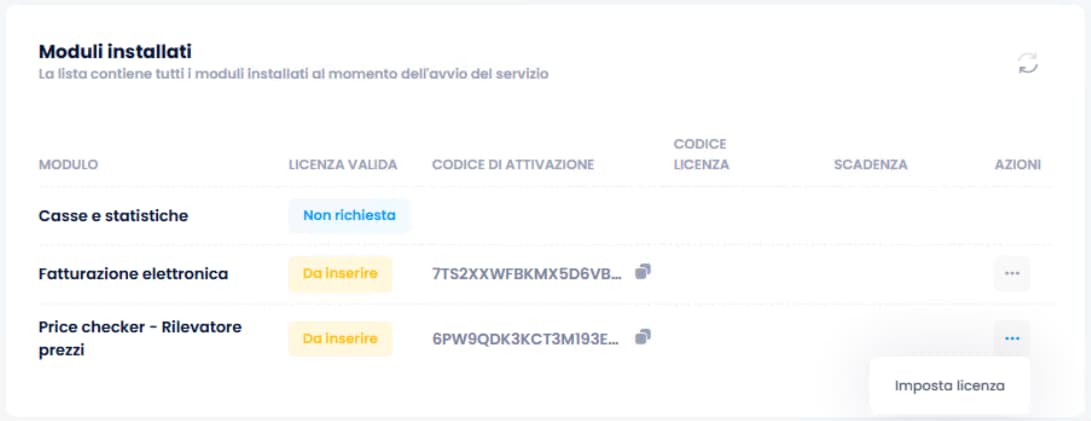 Moduli installati
La lista contiene tutti i moduli installati al momento dell'avvio del servizio
MODULO LICENZA VALIDA CODICE DI ATTIVAZIONE CODICE LICENZA SCADENZA AZIONI
Casse e statistiche Non richiesta
Fatturazione elettronica Da inserire 7TS2XXWFBKMX5D6VB... ...
Price checker - Rilevatore
prezzi Da inserire 6PW9QDK3KCT3M193E... ...
Imposta licenza